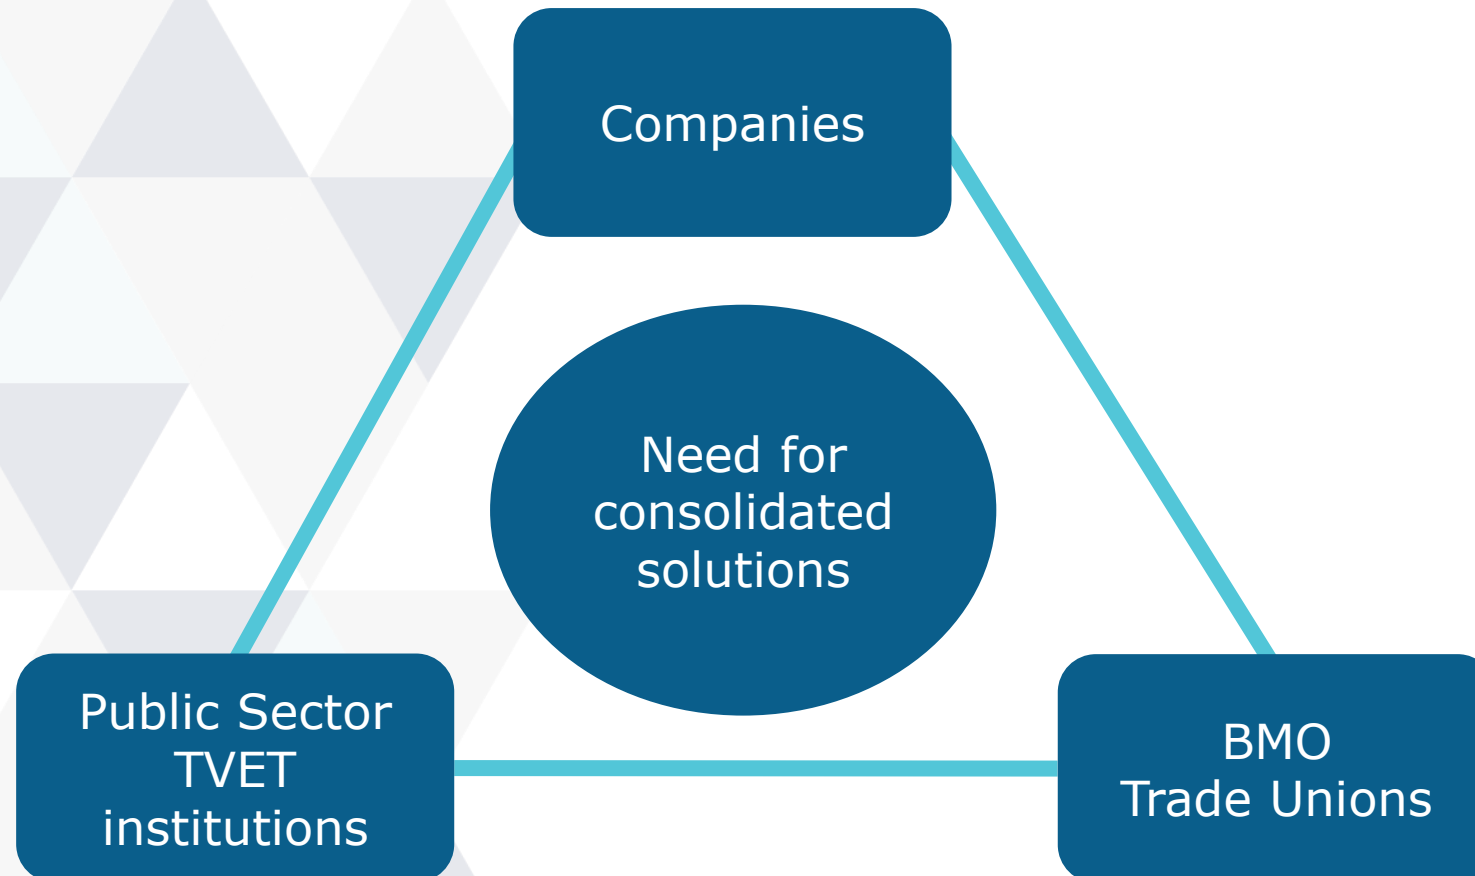 Companies
Need for
consolidated
solutions
Public Sector
TVET
institutions
BMO
Trade Unions